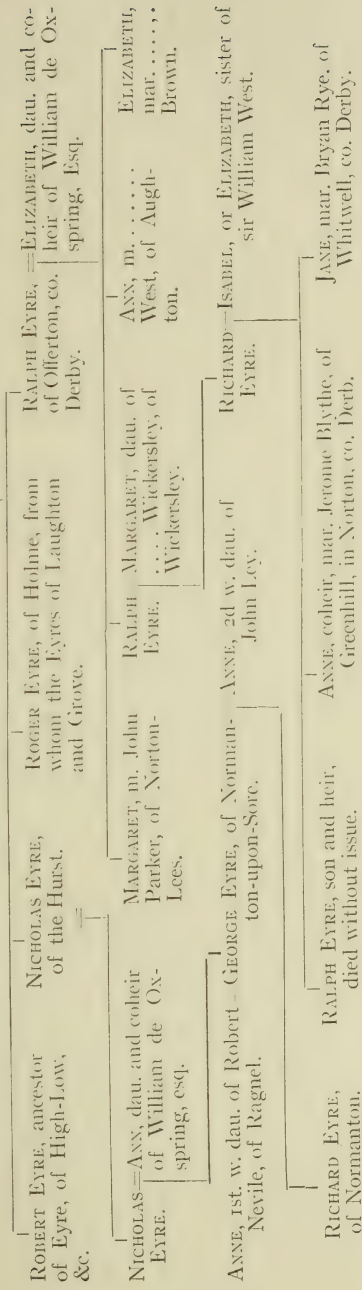 ROBERT EYRE, ancestor
of Eyre, of High-Low,
&c.
NICHOLAS EYRE,
of the Hurst.
ROGER EYRE, of Holme, from
whom the Eyres of Laughton
and Grove.
RALPH EYRE,
of Offerton, co.
Derby.
=ELIZABETH, dau. and co-
heir of William de Ox-
spring, Esq.
NICHOLAS
EYRE.
=ANN, dau. and coheir
of William de Ox-
spring, esq.
MARGARET, m. John
Parker, of Norton-
Lees.
RALPH
EYRE.
MARGARET, dau. of
.... Wickersley, of
Wickersley.
ANN, m. .......
West, of Augh-
ton.
ELIZABETH,
mar......, .
Brown.
ANNE, 1st. w. dau. of Robert
Nevile, of Ragnel.
– GEORGE EYRE, of Norman-
ton-upon-Sore.
ANNE, 2d w. dau. of
John Ley.
RICHARD
EYRE.
—ISABEL, or ELIZABETH, sister of
sir William West.
RICHARD EYRE,
of Normanton.
RALPH EYRE, son and heir,
died without issue.
ANNE, coheir, mar. Jerome Blythe, of
Greenhill, in Norton, co. Derb.
JANE, mar. Bryan Rye. of
Whitwell, co. Derby.